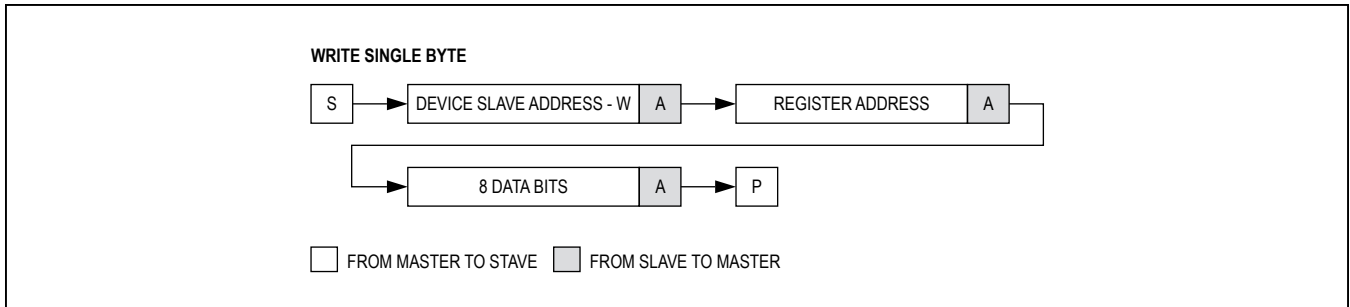 WRITE SINGLE BYTE
S DEVICE SLAVE ADDRESS - W A REGISTER ADDRESS A
8 DATA BITS A P
FROM MASTER TO STAVE FROM SLAVE TO MASTER